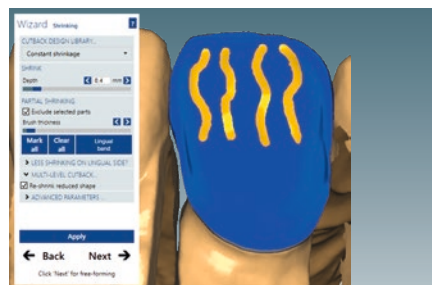 Wizard Shrinking ?
CUTBACK DESIGN LIBRARY...
Constant shrinkage
SHRINK
Depth 0.4 mm
PARTIAL SHRINKING
Exclude selected parts
Brush thickness
Mark all Clear all Lingual band
LESS SHRINKING ON LINGUAL SIDE?
MULTI-LEVEL CUTBACK...
Re-shrink reduced shape
ADVANCED PARAMETERS...
Apply
Back Next
Click 'Next' for free-forming